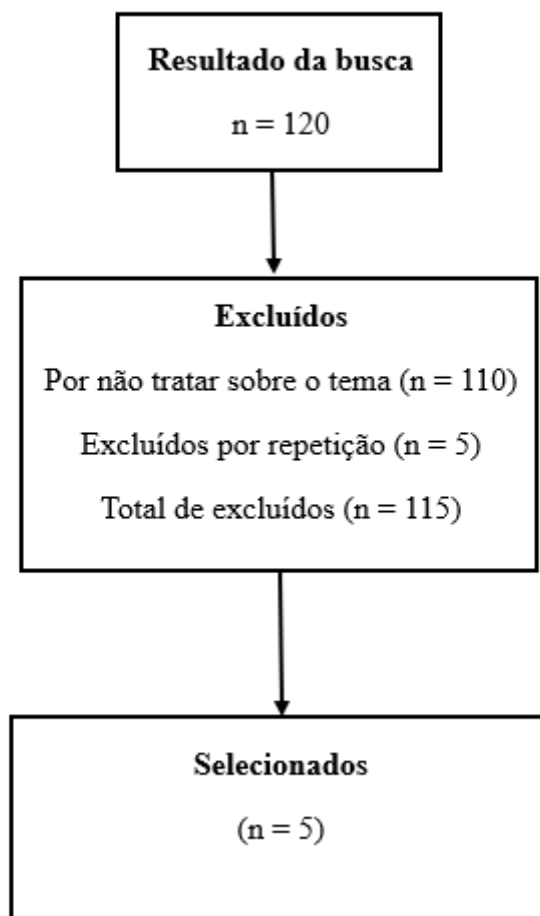 Resultado da busca
n = 120
Excluídos
Por não tratar sobre o tema (n = 110)
Excluídos por repetição (n = 5)
Total de excluídos (n = 115)
Selecionados
(n = 5)